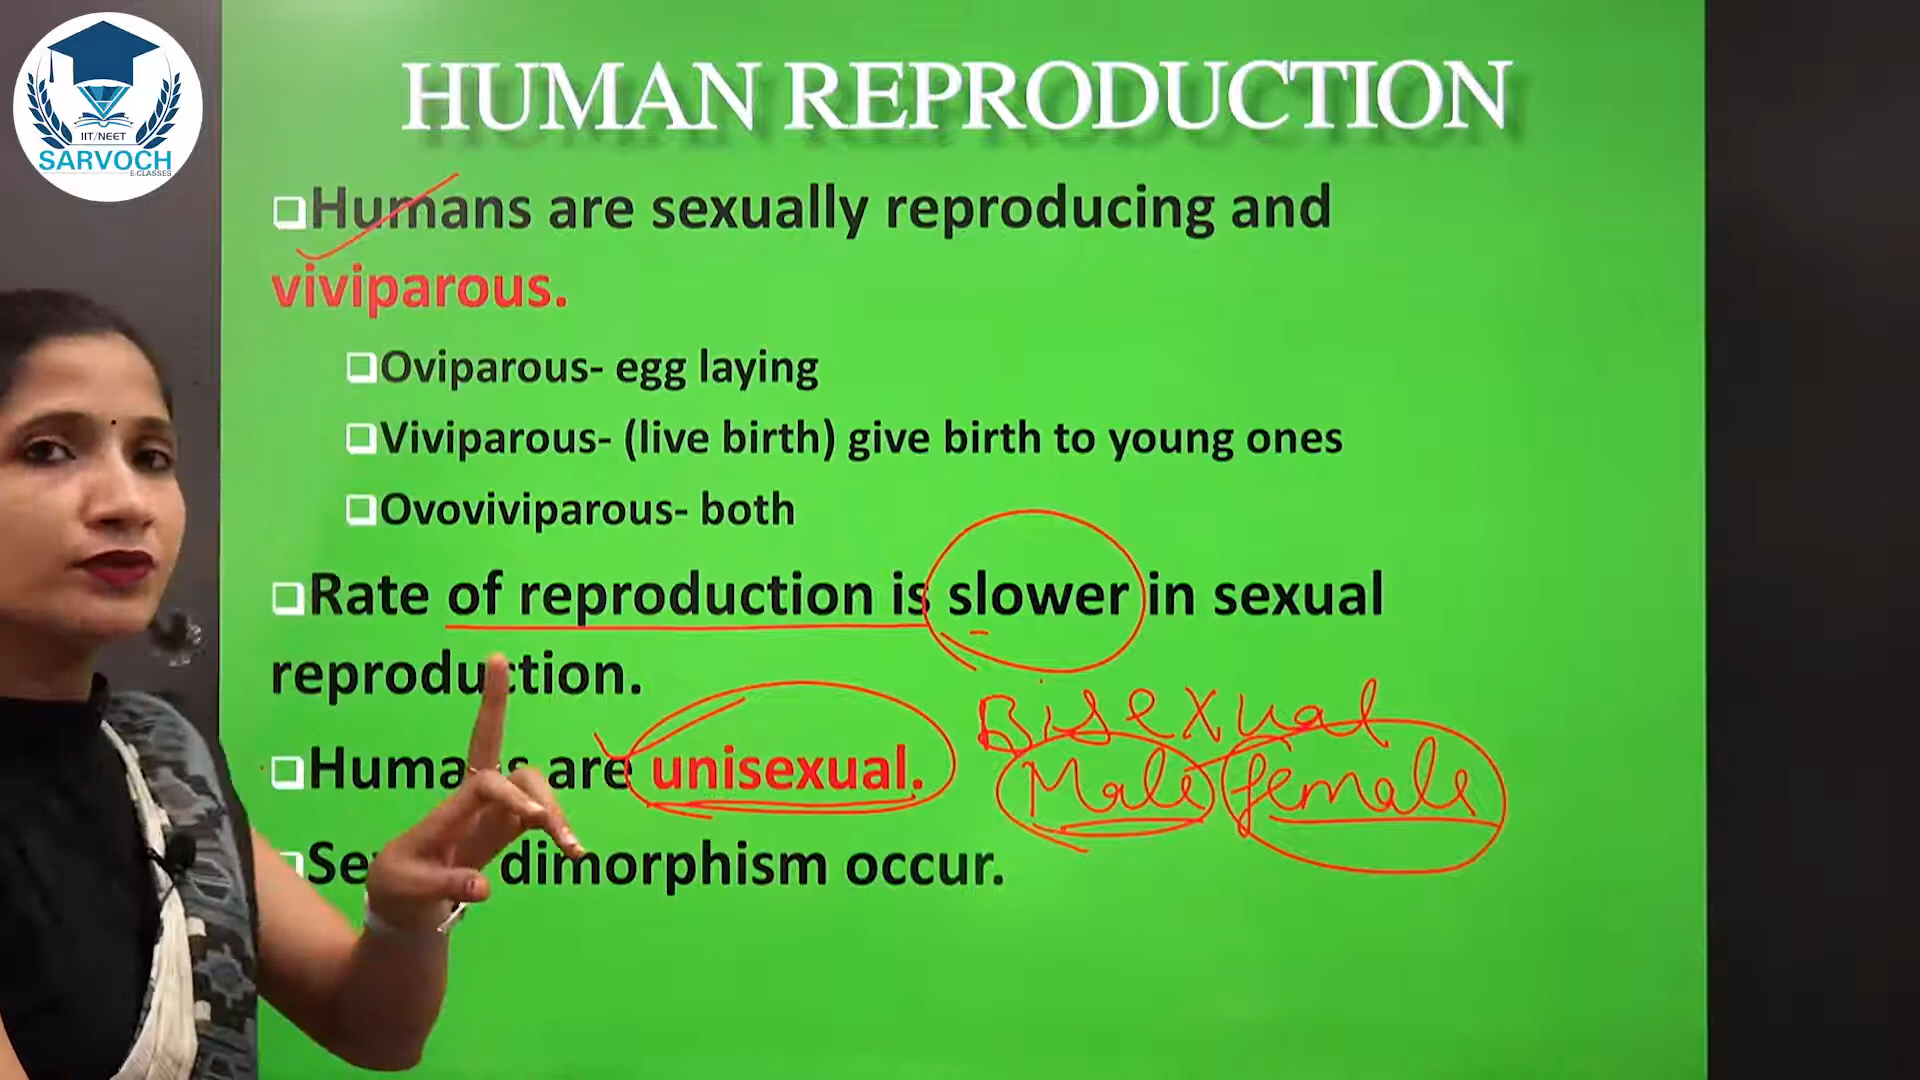 IIT/NEET
SARVOCH
E-CLASSES
HUMAN REPRODUCTION
Humans are sexually reproducing and
viviparous.
Oviparous- egg laying
Viviparous- (live birth) give birth to young ones
Ovoviviparous- both
Rate of reproduction is slower in sexual
reproduction.
Bisexual
Humans are unisexual.
Male female
dimorphism occur.